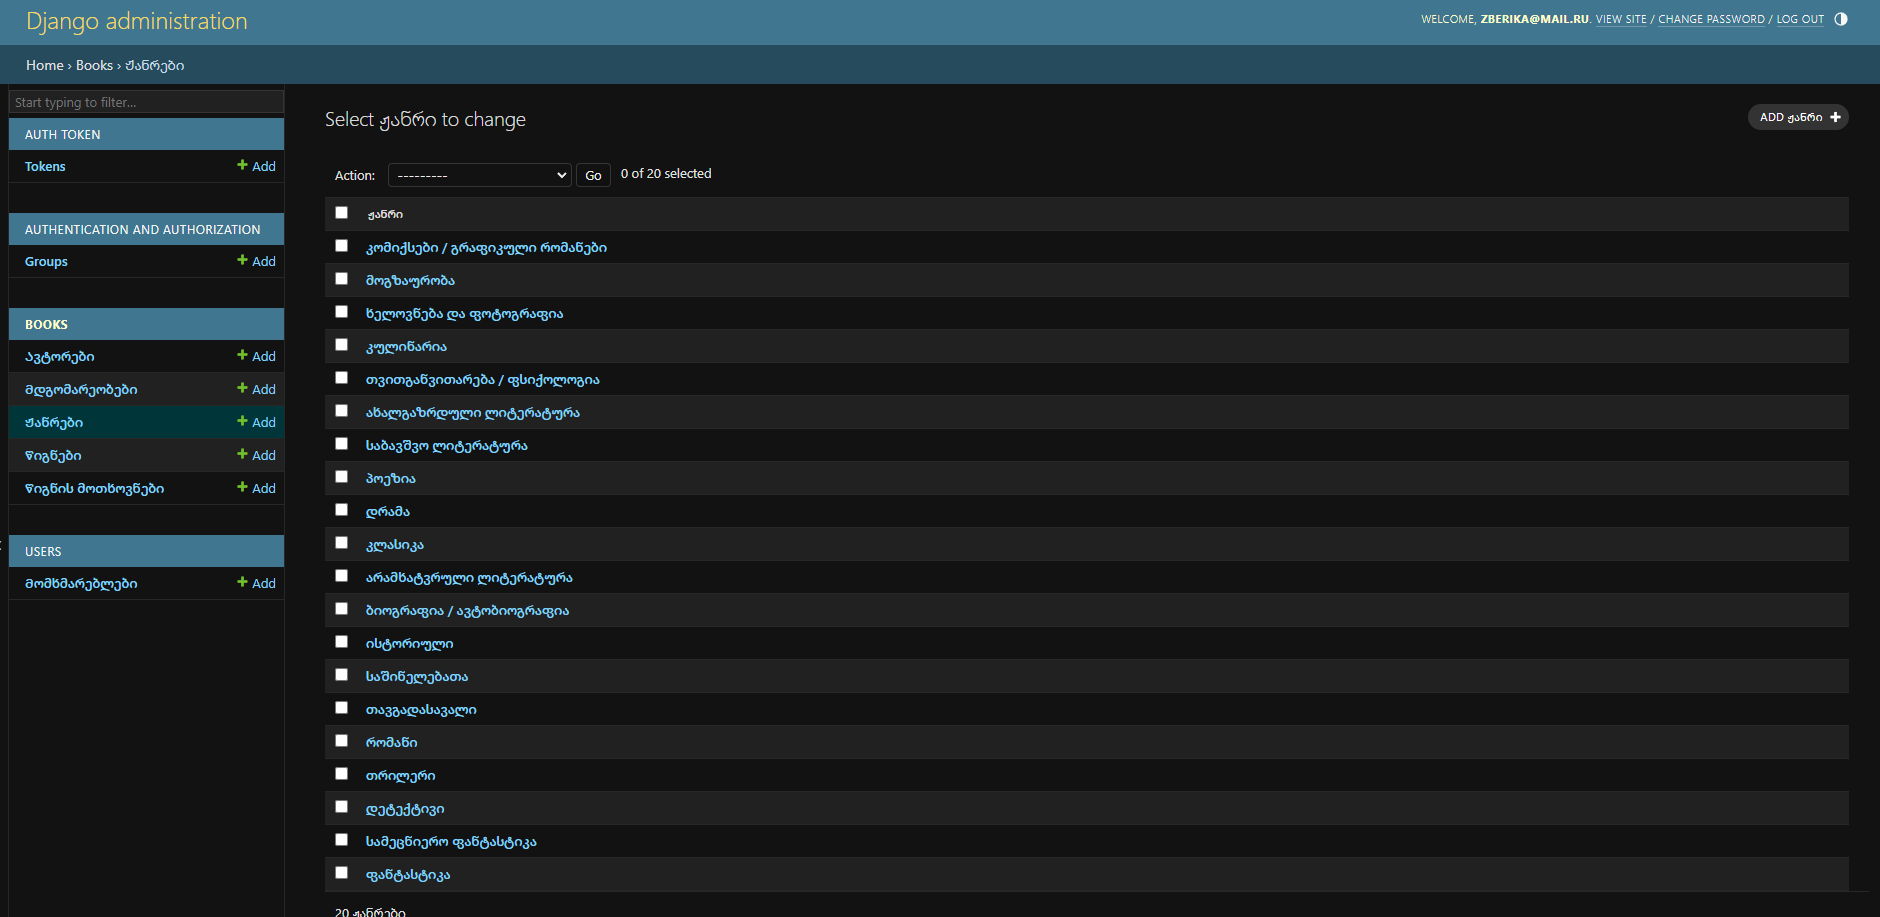 Django administration
WELCOME, ZBERIKA@MAIL.RU. VIEW SITE / CHANGE PASSWORD / LOG OUT
Home › Books › Ჟანრები
Start typing to filter...
AUTH TOKEN
Tokens
Add
AUTHENTICATION AND AUTHORIZATION
Groups
Add
BOOKS
Ავტორები
Add
Მდგომარეობები
Add
Ჟანრები
Add
Წიგნები
Add
Წიგნის მოთხოვნები
Add
USERS
Მომხმარებლები
Add
Select ჟანრი to change
ADD ჟანრი
Action:
---------
Go
0 of 20 selected
ჟანრი
კომიქსები / გრაფიკული რომანები
მოგზაურობა
ხელოვნება და ფოტოგრაფია
კულინარია
თვითგანვითარება / ფსიქოლოგია
ახალგაზრდული ლიტერატურა
საბავშვო ლიტერატურა
პოეზია
დრამა
კლასიკა
არამხატვრული ლიტერატურა
ბიოგრაფია / ავტობიოგრაფია
ისტორიული
საშინელებათა
თავგადასავალი
რომანი
თრილერი
დეტექტივი
სამეცნიერო ფანტასტიკა
ფანტასტიკა
20 ჟანრები